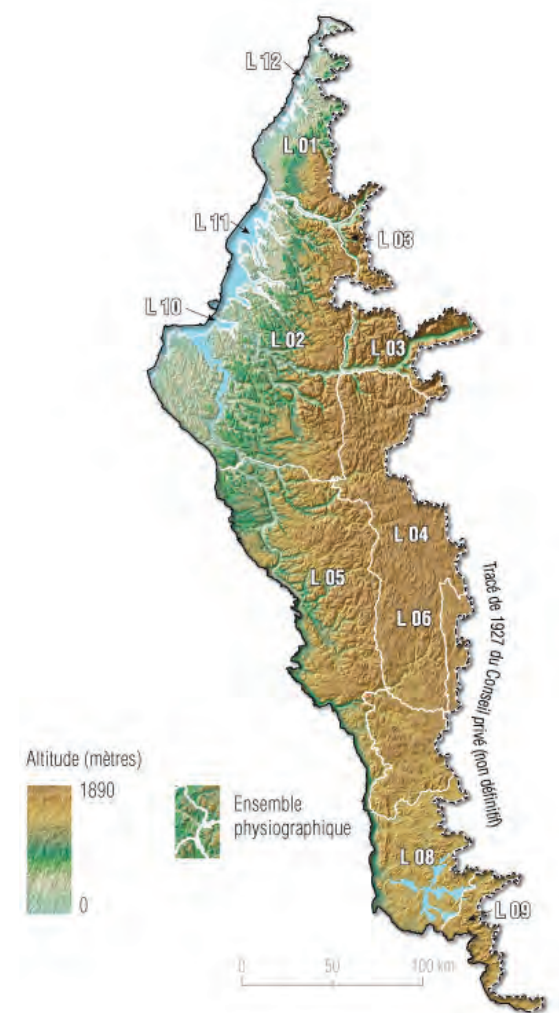 L 12
L 01
L 11
L 03
L 10
L 02
L 03
L 04
L 05
L 06
Tracé de 1927 du Conseil privé (non définitif)
Altitude (mètres)
1890
0
Ensemble
physiographique
L 08
L 09
0 50 100 km